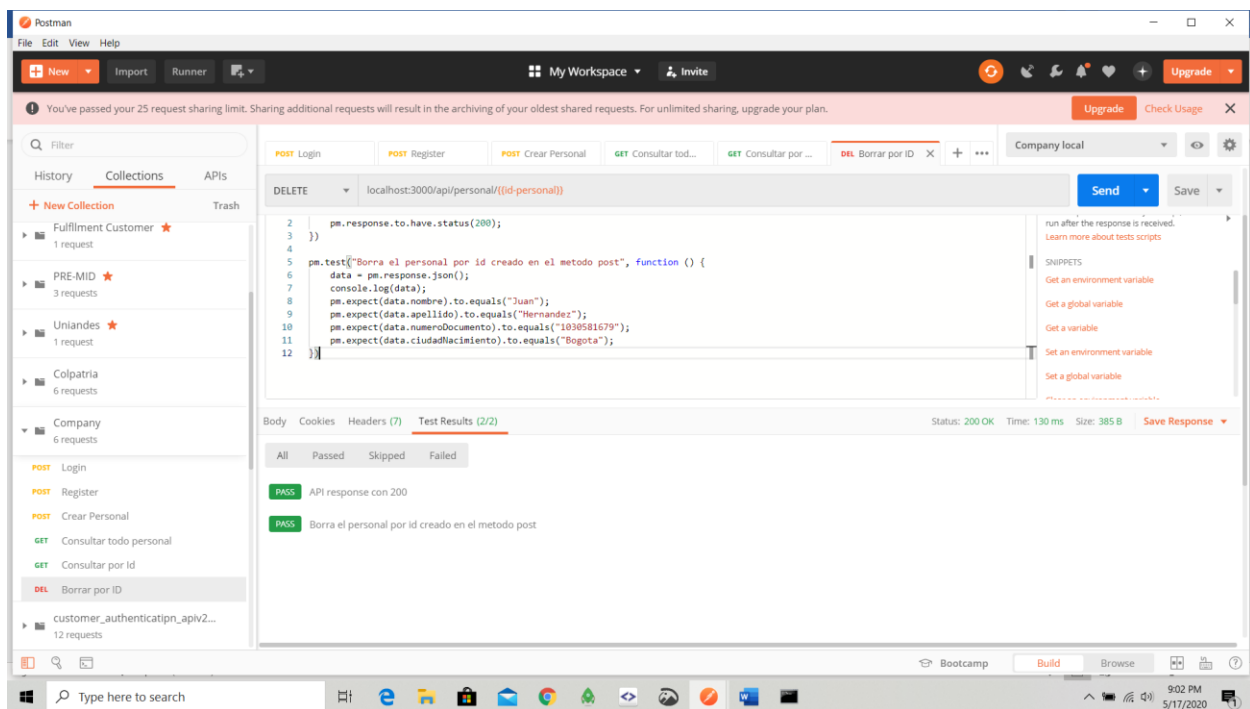 Postman
File Edit View Help
New Import Runner My Workspace Invite Upgrade
You've passed your 25 request sharing limit. Sharing additional requests will result in the archiving of your oldest shared requests. For unlimited sharing, upgrade your plan. Upgrade Check Usage
Filter
History Collections APIs
+ New Collection Trash
Fulfllment Customer
1 request
PRE-MID
3 requests
Uniandes
1 request
Colpatria
6 requests
Company
6 requests
POST Login
POST Register
POST Crear Personal
GET Consultar todo personal
GET Consultar por Id
DEL Borrar por ID
customer_authenticatipn_apiv2...
12 requests
POST Login POST Register POST Crear Personal GET Consultar tod... GET Consultar por ... DEL Borrar por ID Company local
DELETE localhost:3000/api/personal/{{id-personal}} Send Save
2 pm.response.to.have.status(200);
3 })
4
5 pm.test("Borra el personal por id creado en el metodo post", function () {
6 data = pm.response.json();
7 console.log(data);
8 pm.expect(data.nombre).to.equals("Juan");
9 pm.expect(data.apellido).to.equals("Hernandez");
10 pm.expect(data.numeroDocumento).to.equals("1030581679");
11 pm.expect(data.ciudadNacimiento).to.equals("Bogota");
12 })
run after the response is received.
Learn more about tests scripts
SNIPPETS
Get an environment variable
Get a global variable
Get a variable
Set an environment variable
Set a global variable
Body Cookies Headers (7) Test Results (2/2) Status: 200 OK Time: 130 ms Size: 385 B Save Response
All Passed Skipped Failed
PASS API response con 200
PASS Borra el personal por id creado en el metodo post
Bootcamp Build Browse
Type here to search
9:02 PM
5/17/2020